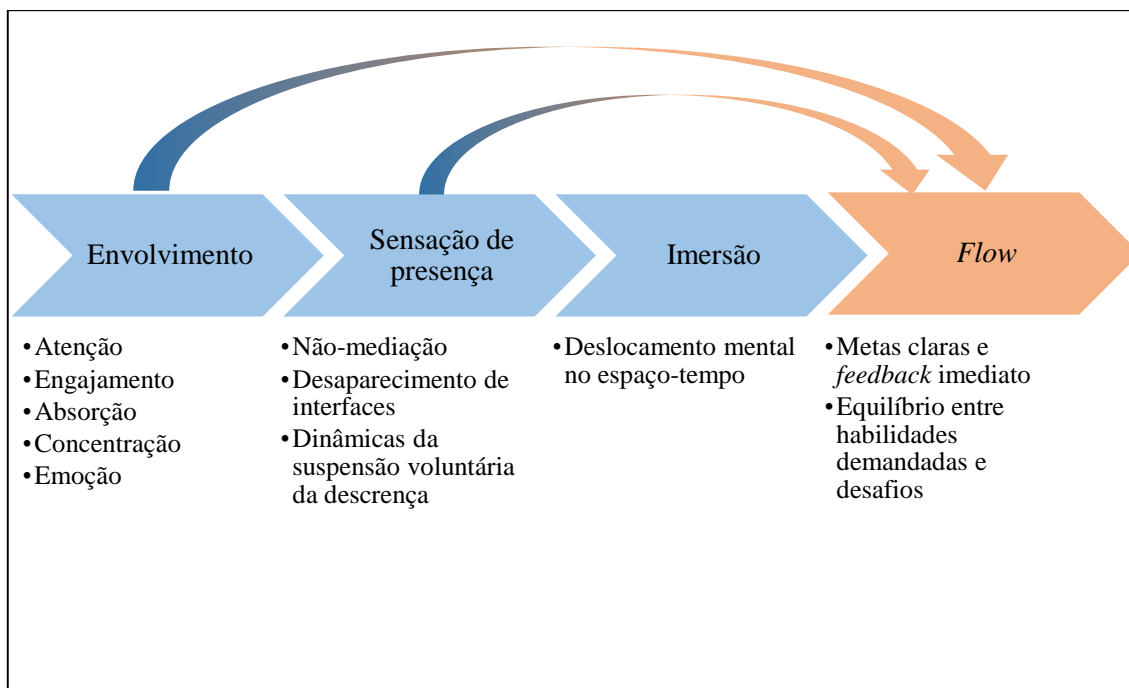 Envolvimento
Sensação de
presença
Imersão
Flow
•Atenção
•Engajamento
•Absorção
•Concentração
•Emoção
•Não-mediação
•Desaparecimento de
interfaces
•Dinâmicas da
suspensão voluntária
da descrença
•Deslocamento mental
no espaço-tempo
•Metas claras e
feedback imediato
•Equilíbrio entre
habilidades
demandadas e
desafios